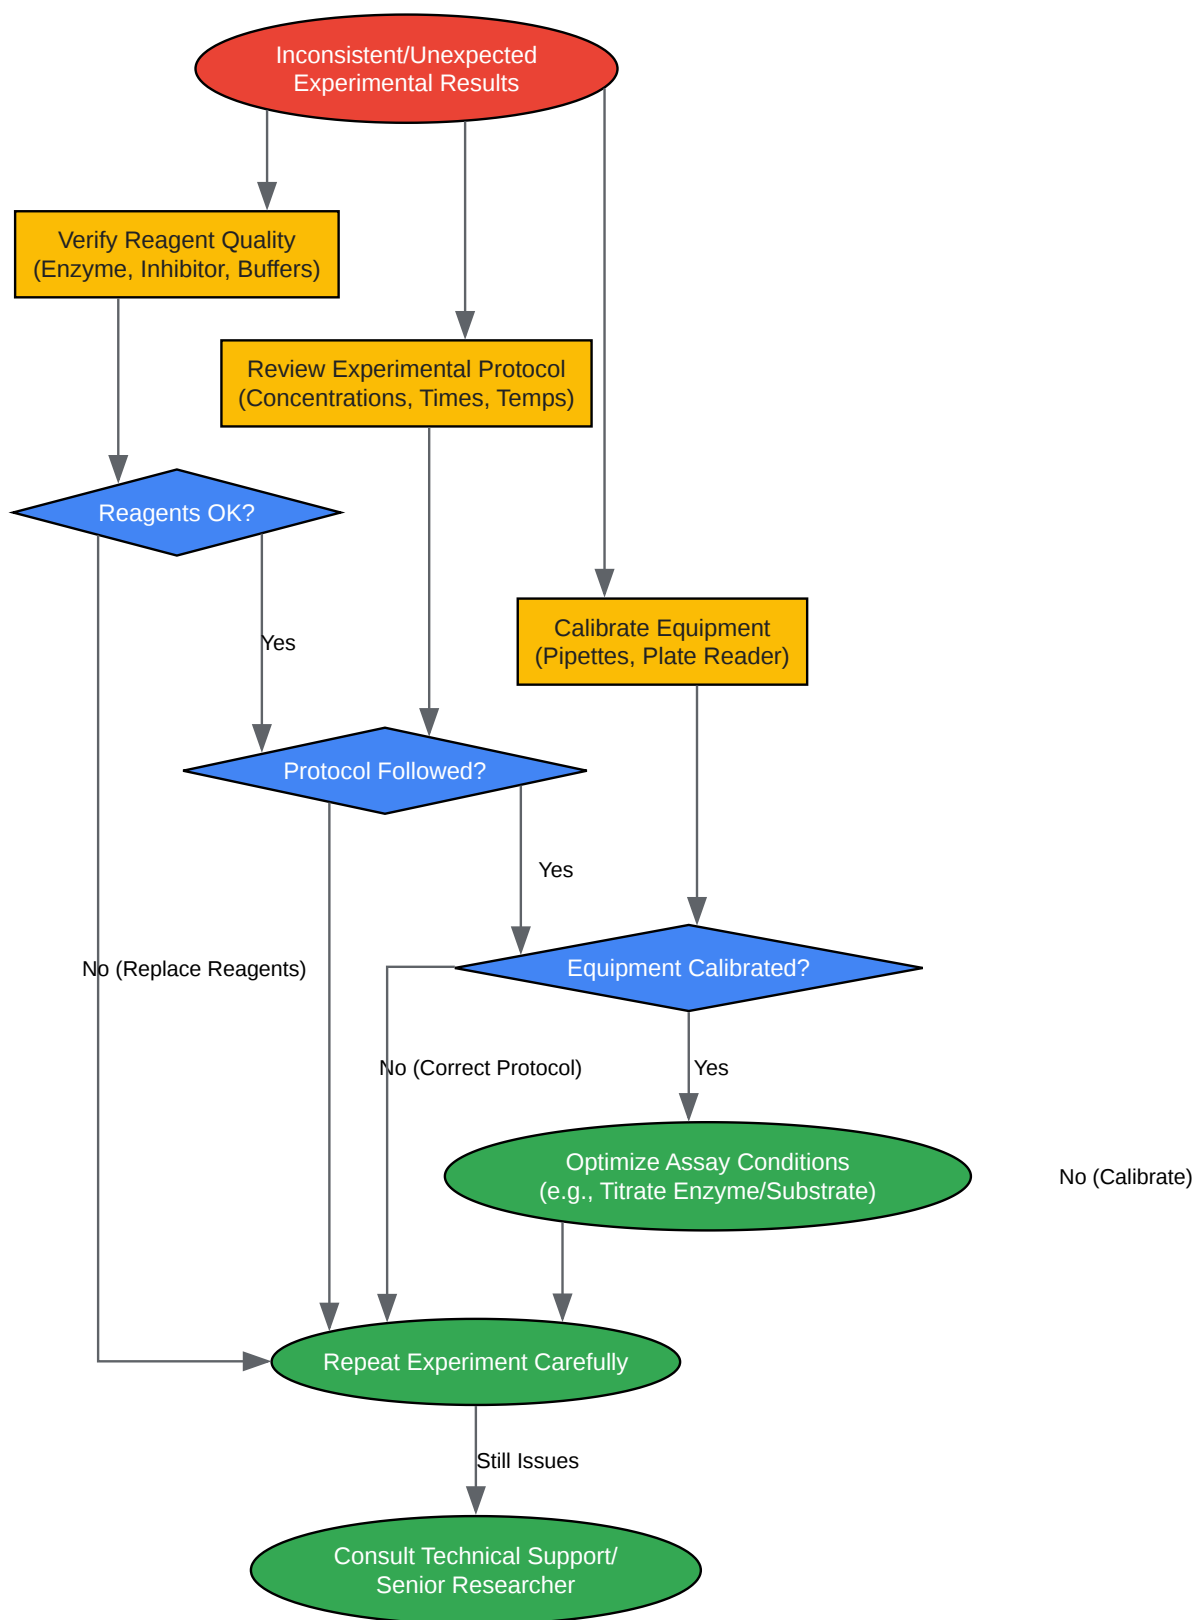 Inconsistent/Unexpected
Experimental Results
Verify Reagent Quality
(Enzyme, Inhibitor, Buffers)
Review Experimental Protocol
(Concentrations, Times, Temps)
Reagents OK?
Yes
Calibrate Equipment
(Pipettes, Plate Reader)
Protocol Followed?
Yes
No (Replace Reagents)
Equipment Calibrated?
No (Correct Protocol)
Yes
Optimize Assay Conditions
(e.g., Titrate Enzyme/Substrate)
No (Calibrate)
Repeat Experiment Carefully
Still Issues
Consult Technical Support/
Senior Researcher